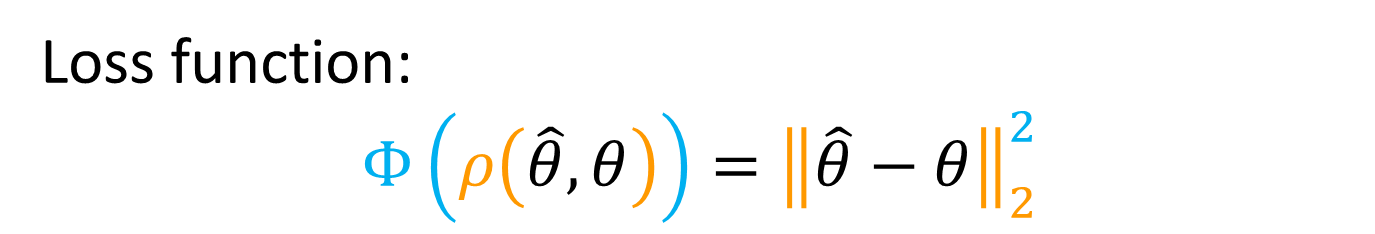 Loss function:
Φ(ρ(θ̂, θ)) = ‖θ̂ − θ‖₂²